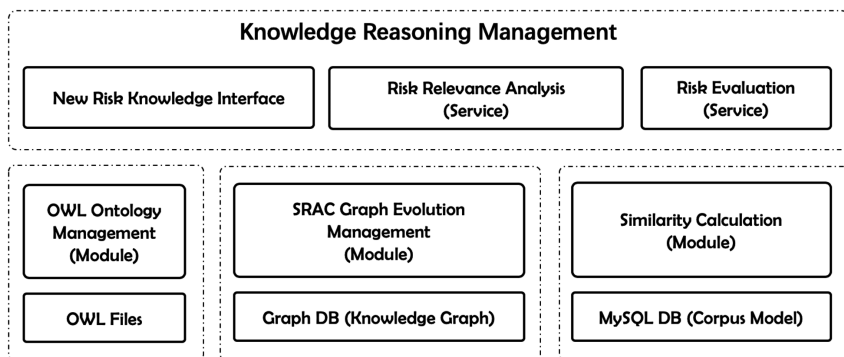 Knowledge Reasoning Management
New Risk Knowledge Interface
Risk Relevance Analysis
(Service)
Risk Evaluation
(Service)
OWL Ontology
Management
(Module)
SRAC Graph Evolution
Management
(Module)
Similarity Calculation
(Module)
OWL Files
Graph DB (Knowledge Graph)
MySQL DB (Corpus Model)